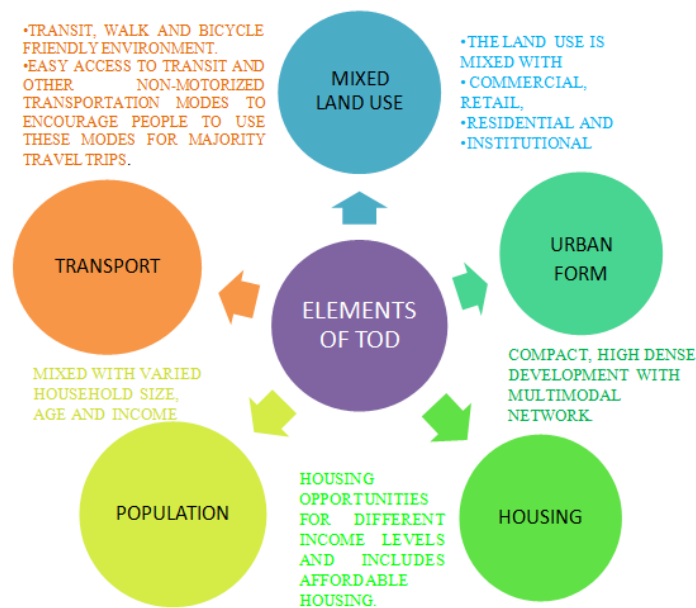 •TRANSIT, WALK AND BICYCLE
FRIENDLY ENVIRONMENT.
•EASY ACCESS TO TRANSIT AND
OTHER NON-MOTORIZED
TRANSPORTATION MODES TO
ENCOURAGE PEOPLE TO USE
THESE MODES FOR MAJORITY
TRAVEL TRIPS.
MIXED
LAND USE
•THE LAND USE IS
MIXED WITH
•COMMERCIAL,
RETAIL,
•RESIDENTIAL AND
•INSTITUTIONAL
TRANSPORT
ELEMENTS
OF TOD
URBAN
FORM
MIXED WITH VARIED
HOUSEHOLD SIZE,
AGE AND INCOME
COMPACT, HIGH DENSE
DEVELOPMENT WITH
MULTIMODAL
NETWORK.
POPULATION
HOUSING
OPPORTUNITIES
FOR DIFFERENT
INCOME LEVELS
AND INCLUDES
AFFORDABLE
HOUSING.
HOUSING